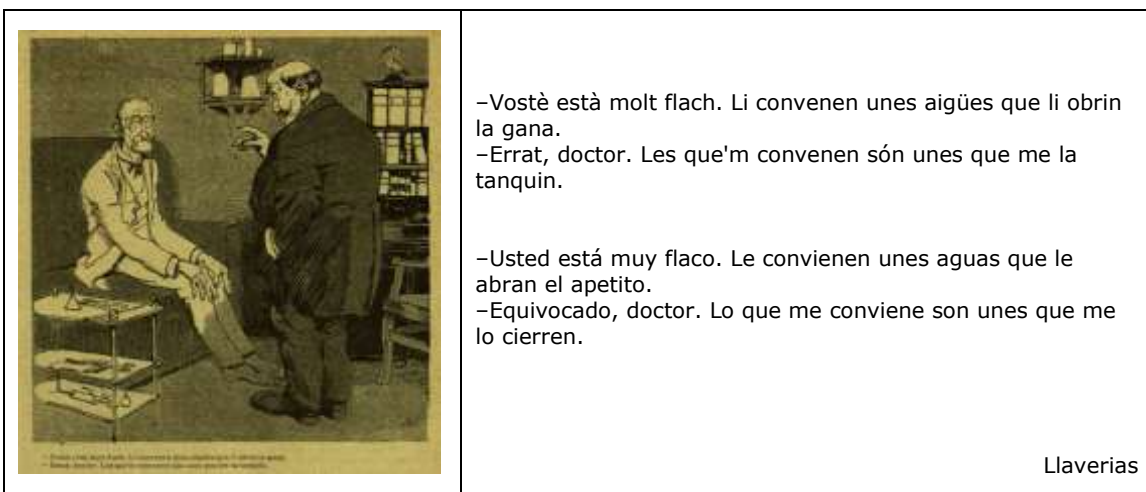 –Vostè està molt flach. Li convenen unes aigües que li obrin
la gana.
–Errat, doctor. Les que'm convenen són unes que me la
tanquin.
–Usted está muy flaco. Le convienen unes aguas que le
abran el apetito.
–Equivocado, doctor. Lo que me conviene son unes que me
lo cierren.
Llaverias